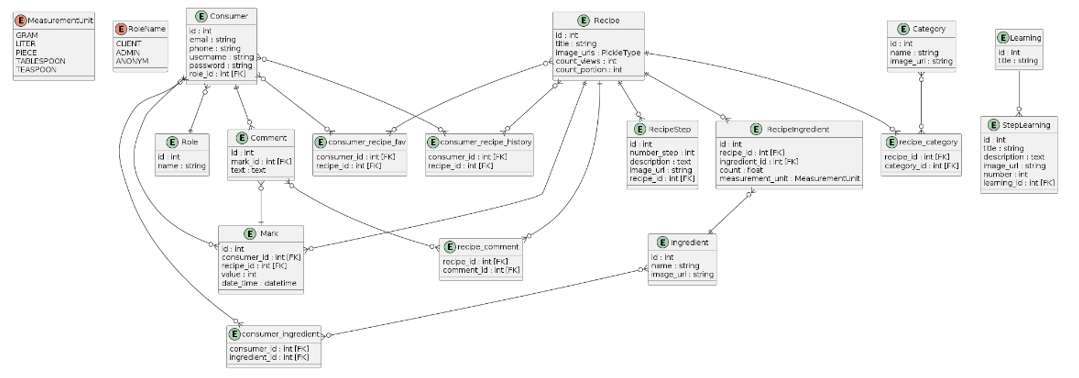 E MeasurementUnit
GRAM
LITER
PIECE
TABLESPOON
TEASPOON
E RoleName
CLIENT
ADMIN
ANONYM
E Consumer
id : int
email : string
phone : string
username : string
password : string
role_id : int [FK]
E Recipe
id : int
title : string
image_urls : PickleType
count_views : int
count_portion : int
E Category
id : int
name : string
image_url : string
E Learning
id : int
title : string
E Role
id : int
name : string
E Comment
id : int
mark_id : int [FK]
text : text
E consumer_recipe_fav
consumer_id : int [FK]
recipe_id : int [FK]
E consumer_recipe_history
consumer_id : int [FK]
recipe_id : int [FK]
E RecipeStep
id : int
number_step : int
description : text
image_url : string
recipe_id : int [FK]
E RecipeIngredient
id : int
recipe_id : int [FK]
ingredient_id : int [FK]
count : float
measurement_unit : MeasurementUnit
E recipe_category
recipe_id : int [FK]
category_id : int [FK]
E StepLearning
id : int
title : string
description : text
image_url : string
number : int
learning_id : int [FK]
E Mark
id : int
consumer_id : int [FK]
recipe_id : int [FK]
value : int
date_time : datetime
E recipe_comment
recipe_id : int [FK]
comment_id : int [FK]
E Ingredient
id : int
name : string
image_url : string
E consumer_ingredient
consumer_id : int [FK]
ingredient_id : int [FK]